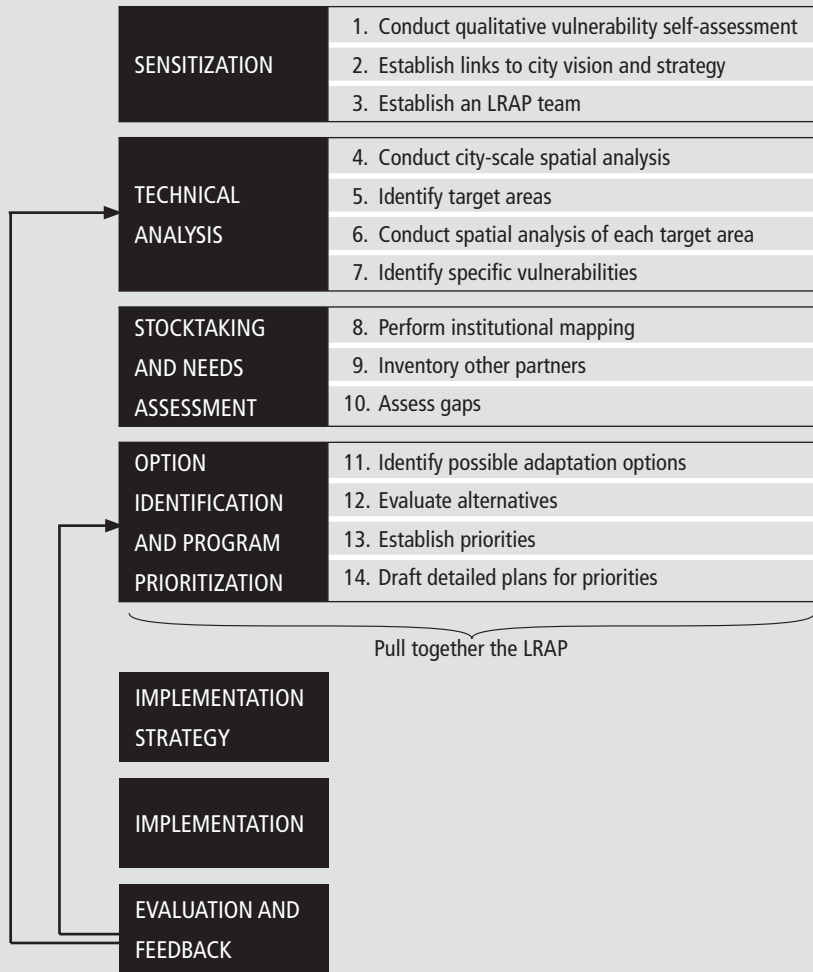 SENSITIZATION
1. Conduct qualitative vulnerability self-assessment
2. Establish links to city vision and strategy
3. Establish an LRAP team
TECHNICAL
ANALYSIS
4. Conduct city-scale spatial analysis
5. Identify target areas
6. Conduct spatial analysis of each target area
7. Identify specific vulnerabilities
STOCKTAKING
AND NEEDS
ASSESSMENT
8. Perform institutional mapping
9. Inventory other partners
10. Assess gaps
OPTION
IDENTIFICATION
AND PROGRAM
PRIORITIZATION
11. Identify possible adaptation options
12. Evaluate alternatives
13. Establish priorities
14. Draft detailed plans for priorities
Pull together the LRAP
IMPLEMENTATION
STRATEGY
IMPLEMENTATION
EVALUATION AND
FEEDBACK